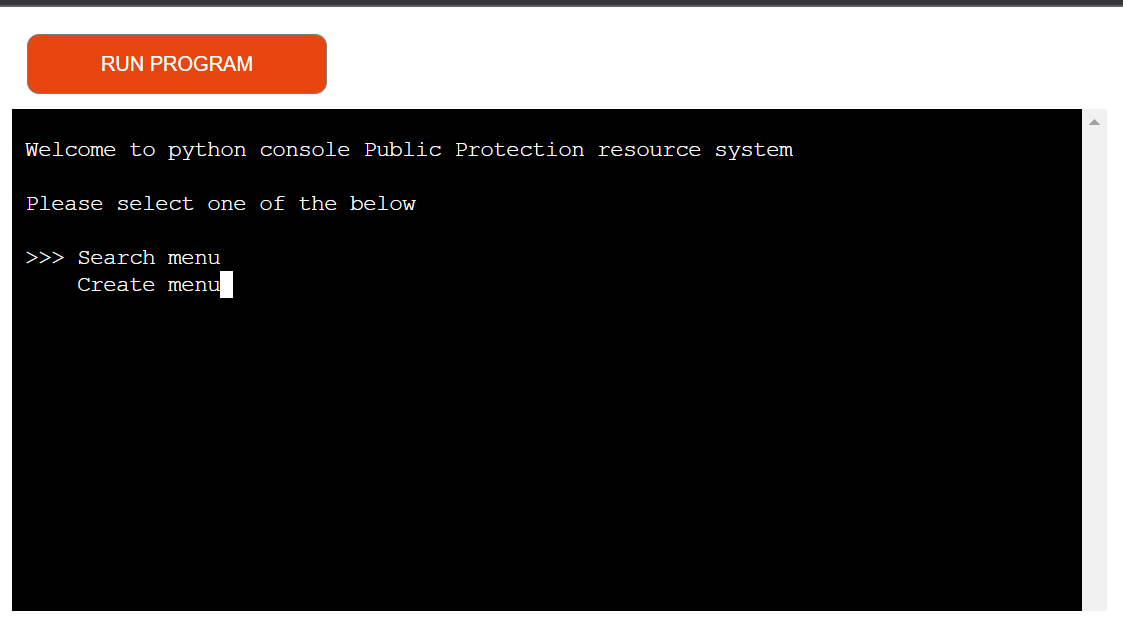 RUN PROGRAM
Welcome to python console Public Protection resource system
Please select one of the below
>>> Search menu
Create menu